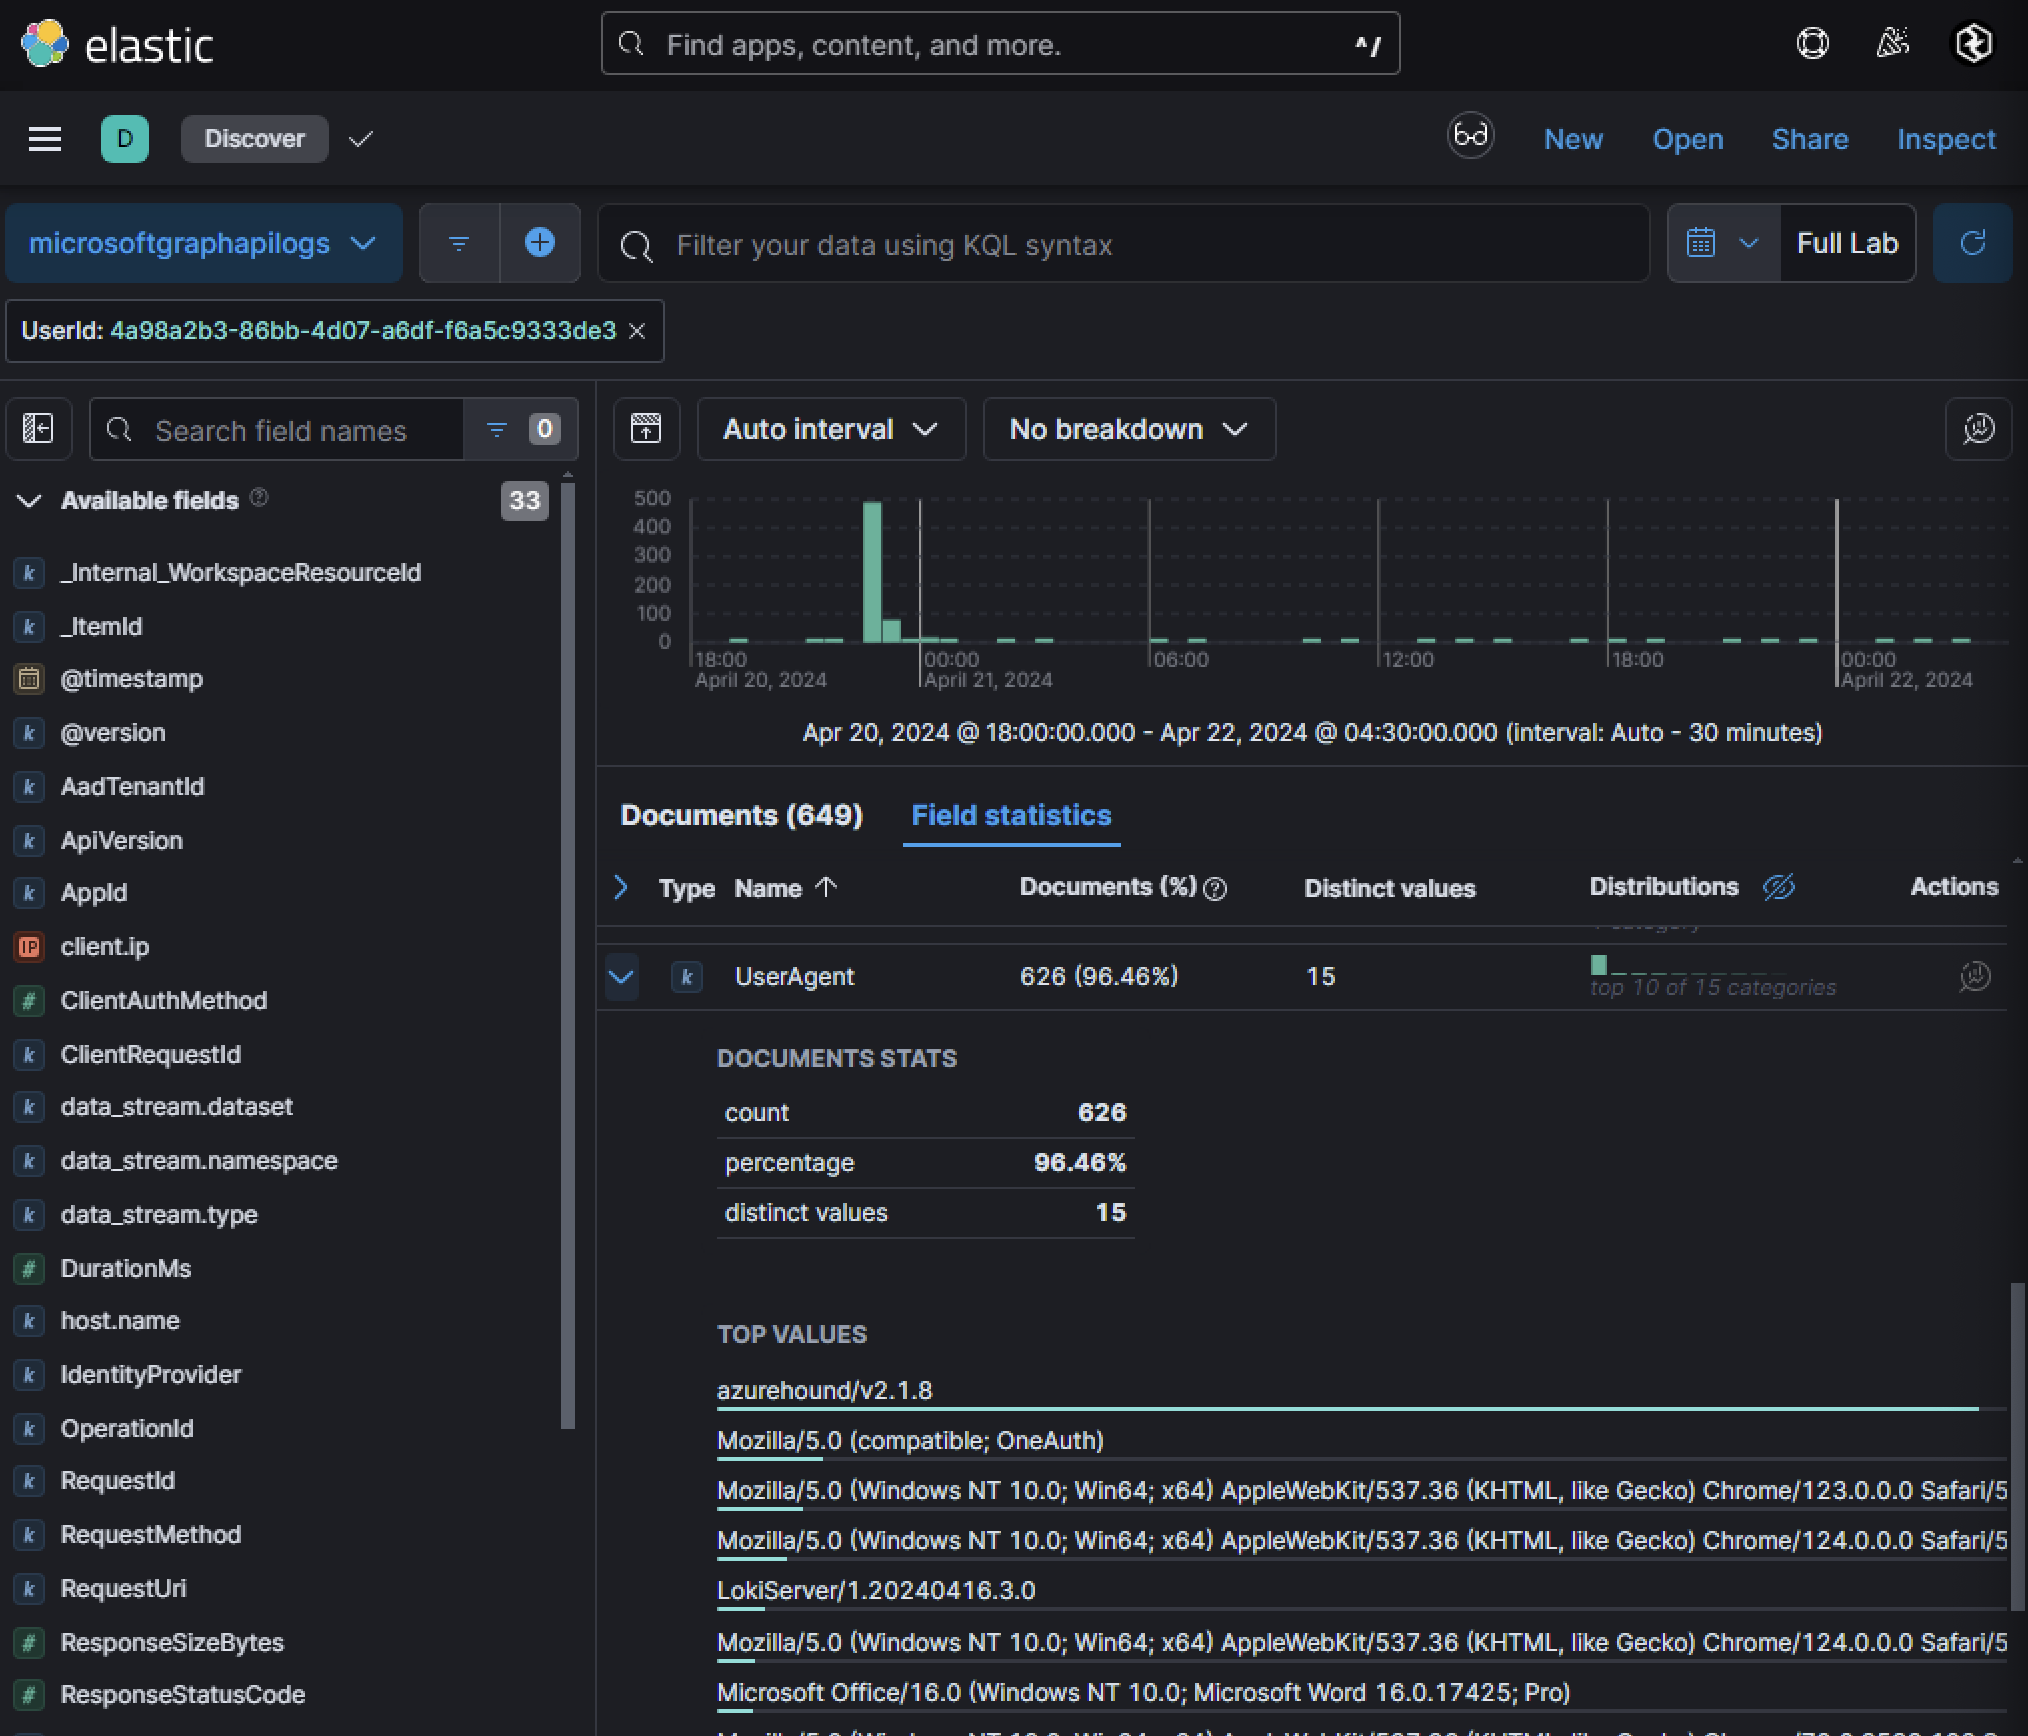 elastic
Find apps, content, and more.
^/
D
Discover
New
Open
Share
Inspect
microsoftgraphapilogs
Filter your data using KQL syntax
Full Lab
UserId: 4a98a2b3-86bb-4d07-a6df-f6a5c9333de3
Search field names
0
Auto interval
No breakdown
Available fields
33
_Internal_WorkspaceResourceId
_ItemId
@timestamp
@version
AadTenantId
ApiVersion
AppId
client.ip
ClientAuthMethod
ClientRequestId
data_stream.dataset
data_stream.namespace
data_stream.type
DurationMs
host.name
IdentityProvider
OperationId
RequestId
RequestMethod
RequestUri
ResponseSizeBytes
ResponseStatusCode
500
400
300
200
100
0
18:00
April 20, 2024
00:00
April 21, 2024
06:00
12:00
18:00
00:00
April 22, 2024
Apr 20, 2024 @ 18:00:00.000 - Apr 22, 2024 @ 04:30:00.000 (interval: Auto - 30 minutes)
Documents (649)
Field statistics
Type
Name
Documents (%)
Distinct values
Distributions
Actions
k
UserAgent
626 (96.46%)
15
top 10 of 15 categories
DOCUMENTS STATS
count 626
percentage 96.46%
distinct values 15
TOP VALUES
azurehound/v2.1.8
Mozilla/5.0 (compatible; OneAuth)
Mozilla/5.0 (Windows NT 10.0; Win64; x64) AppleWebKit/537.36 (KHTML, like Gecko) Chrome/123.0.0.0 Safari/5
Mozilla/5.0 (Windows NT 10.0; Win64; x64) AppleWebKit/537.36 (KHTML, like Gecko) Chrome/124.0.0.0 Safari/5
LokiServer/1.20240416.3.0
Mozilla/5.0 (Windows NT 10.0; Win64; x64) AppleWebKit/537.36 (KHTML, like Gecko) Chrome/124.0.0.0 Safari/5
Microsoft Office/16.0 (Windows NT 10.0; Microsoft Word 16.0.17425; Pro)